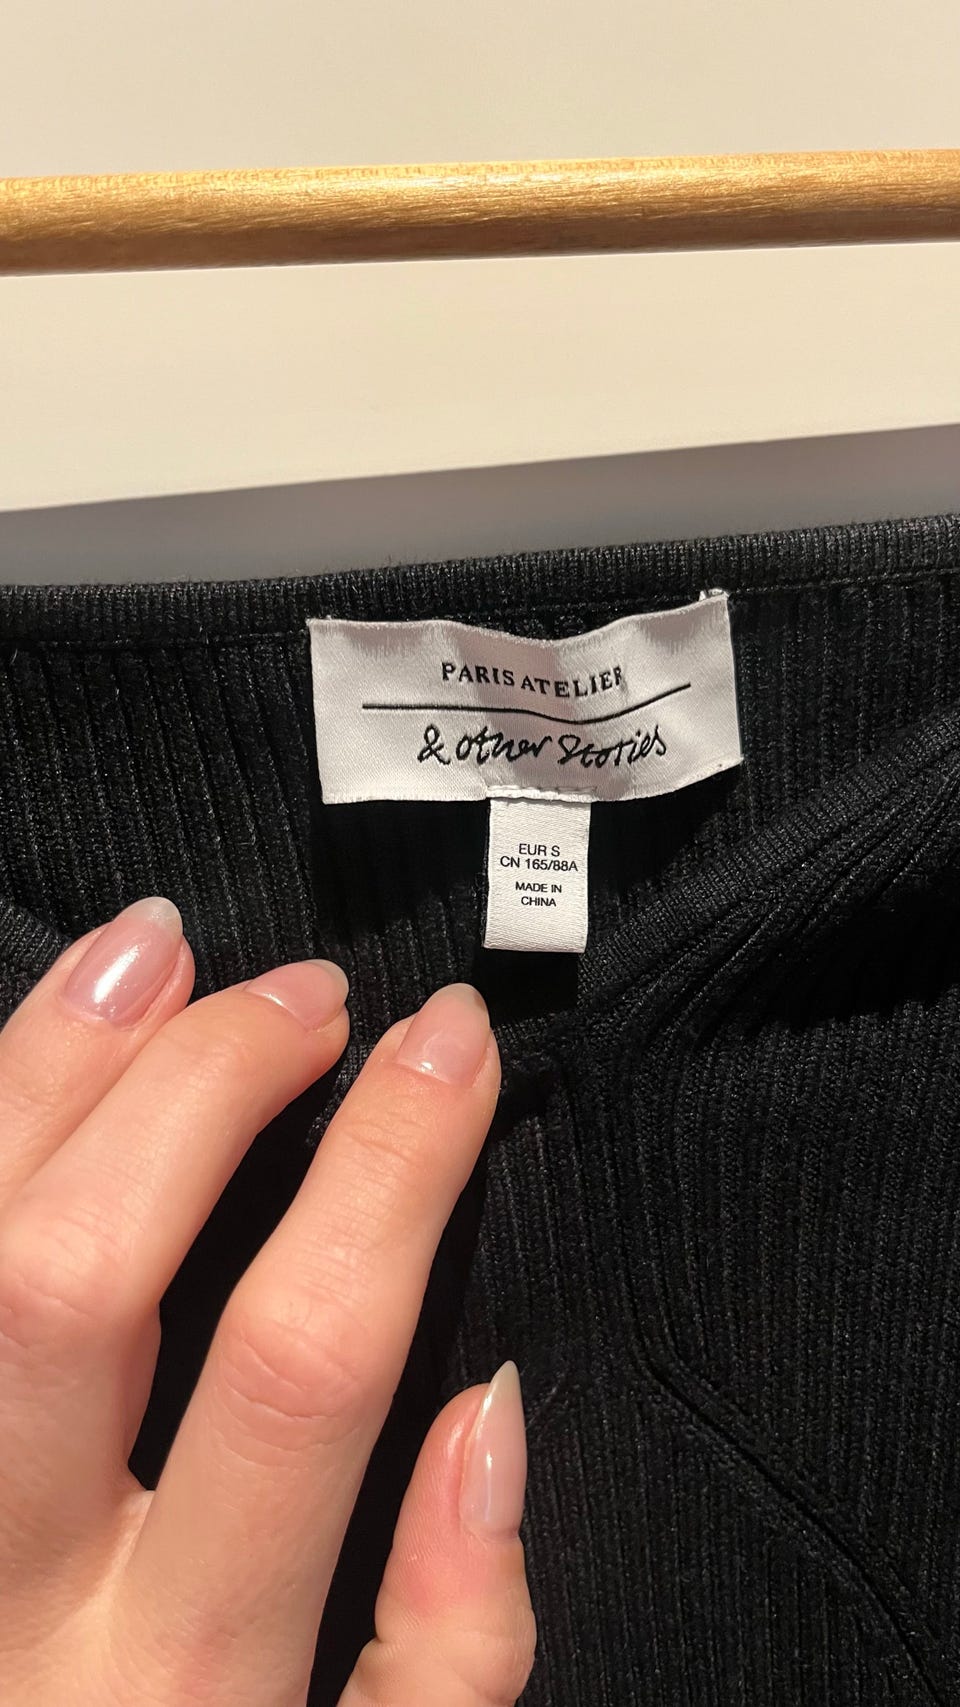 PARIS ATELIER
& other Stories
EUR S
CN 165/88A
MADE IN
CHINA